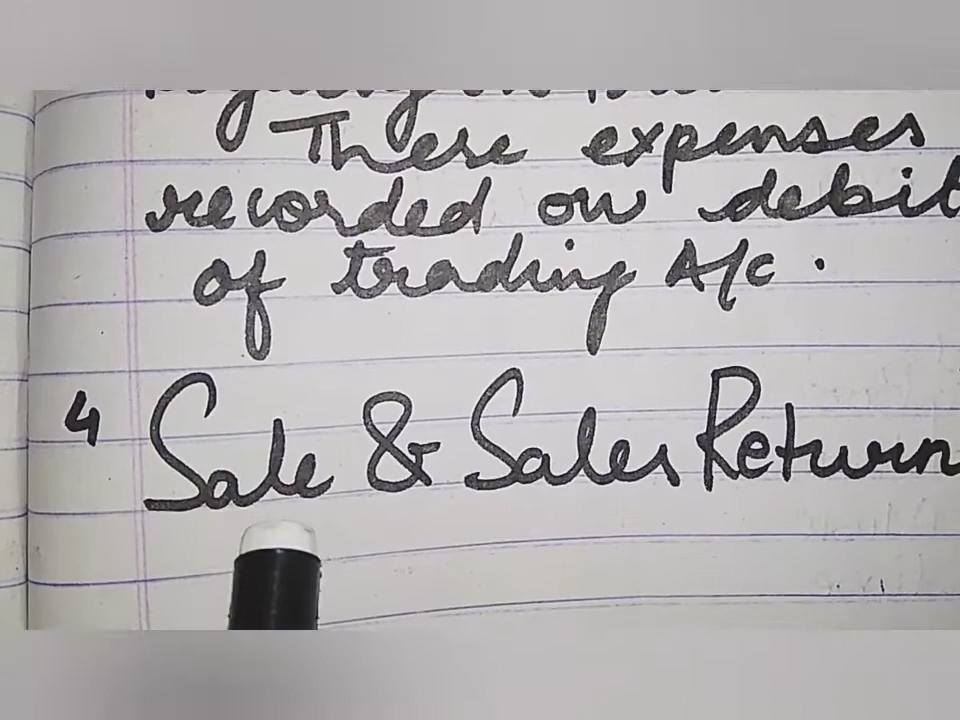 These expenses
recorded on debit
of trading A/c.
4 Sale & Sales Return